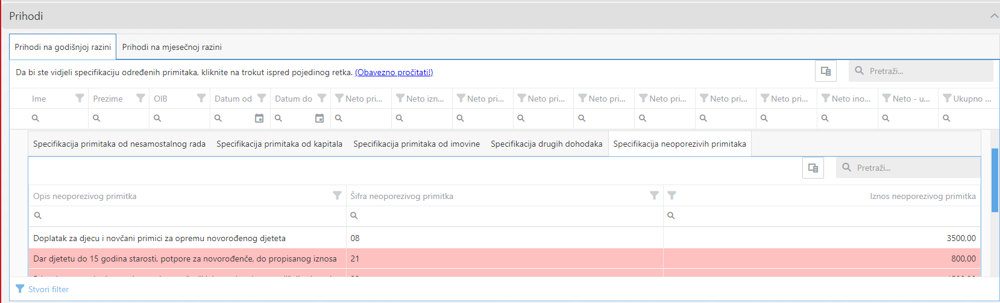 Prihodi
Prihodi na godišnjoj razini Prihodi na mjesečnoj razini
Da bi ste vidjeli specifikaciju određenih primitaka, kliknite na trokut ispred pojedinog retka. (Obavezno pročitati!) Pretraži...
Ime Prezime OIB Datum od Datum do Neto pri... Neto izn... Neto pri... Neto pri... Neto pri... Neto pri... Neto pri... Neto pri... Neto ino... Neto - u... Ukupno ...
Specifikacija primitaka od nesamostalnog rada Specifikacija primitaka od kapitala Specifikacija primitaka od imovine Specifikacija drugih dohodaka Specifikacija neoporezivih primitaka
Pretraži...
Opis neoporezivog primitka Šifra neoporezivog primitka Iznos neoporezivog primitka
Doplatak za djecu i novčani primici za opremu novorođenog djeteta 08 3500,00
Dar djetetu do 15 godina starosti, potpore za novorođenče, do propisanog iznosa 21 800,00
Stvori filter